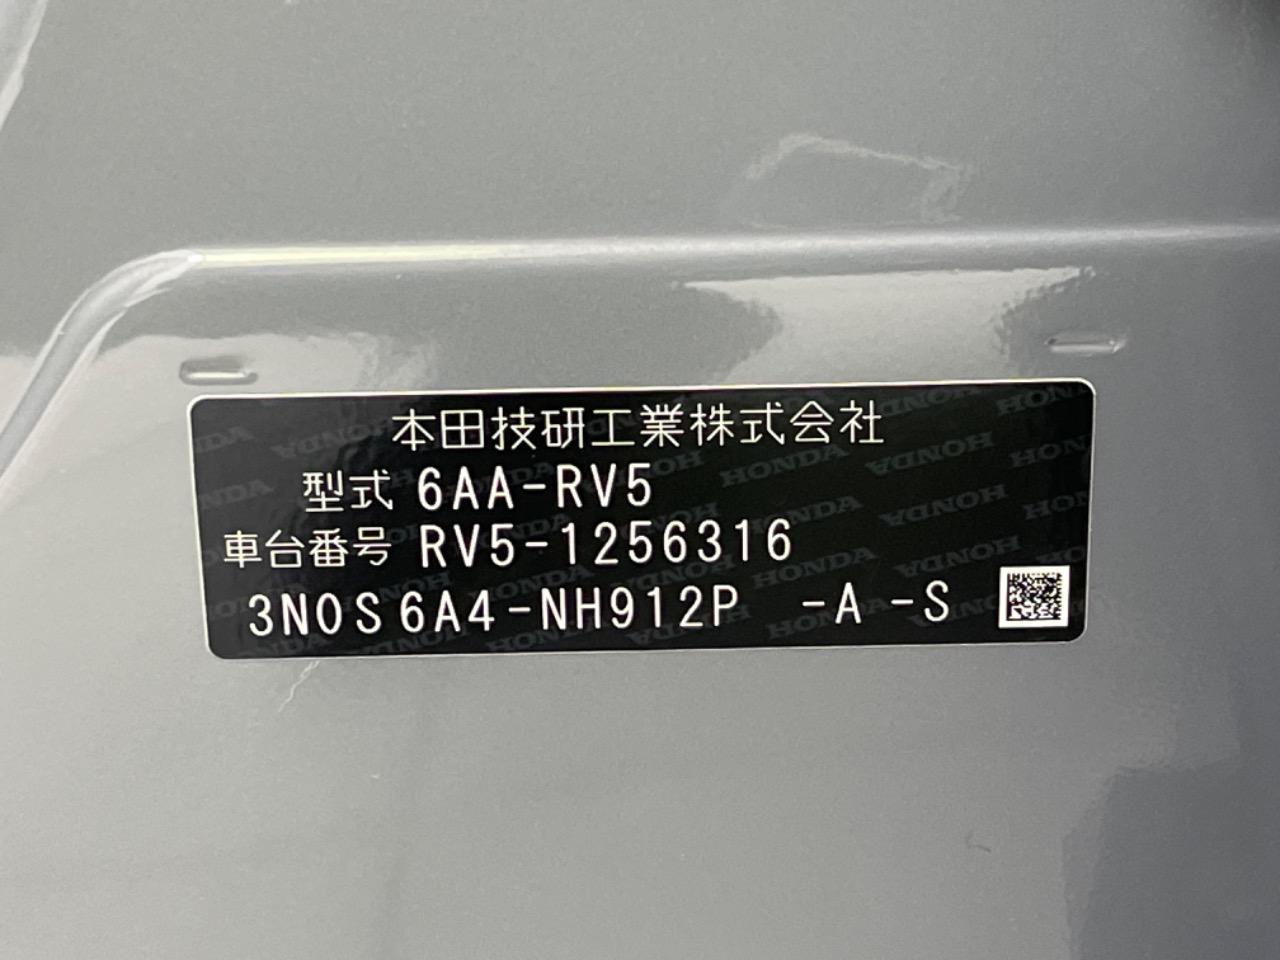 本田技研工業株式会社
型式 6AA-RV5
車台番号 RV5-1256316
3N0S6A4-NH912P -A -S